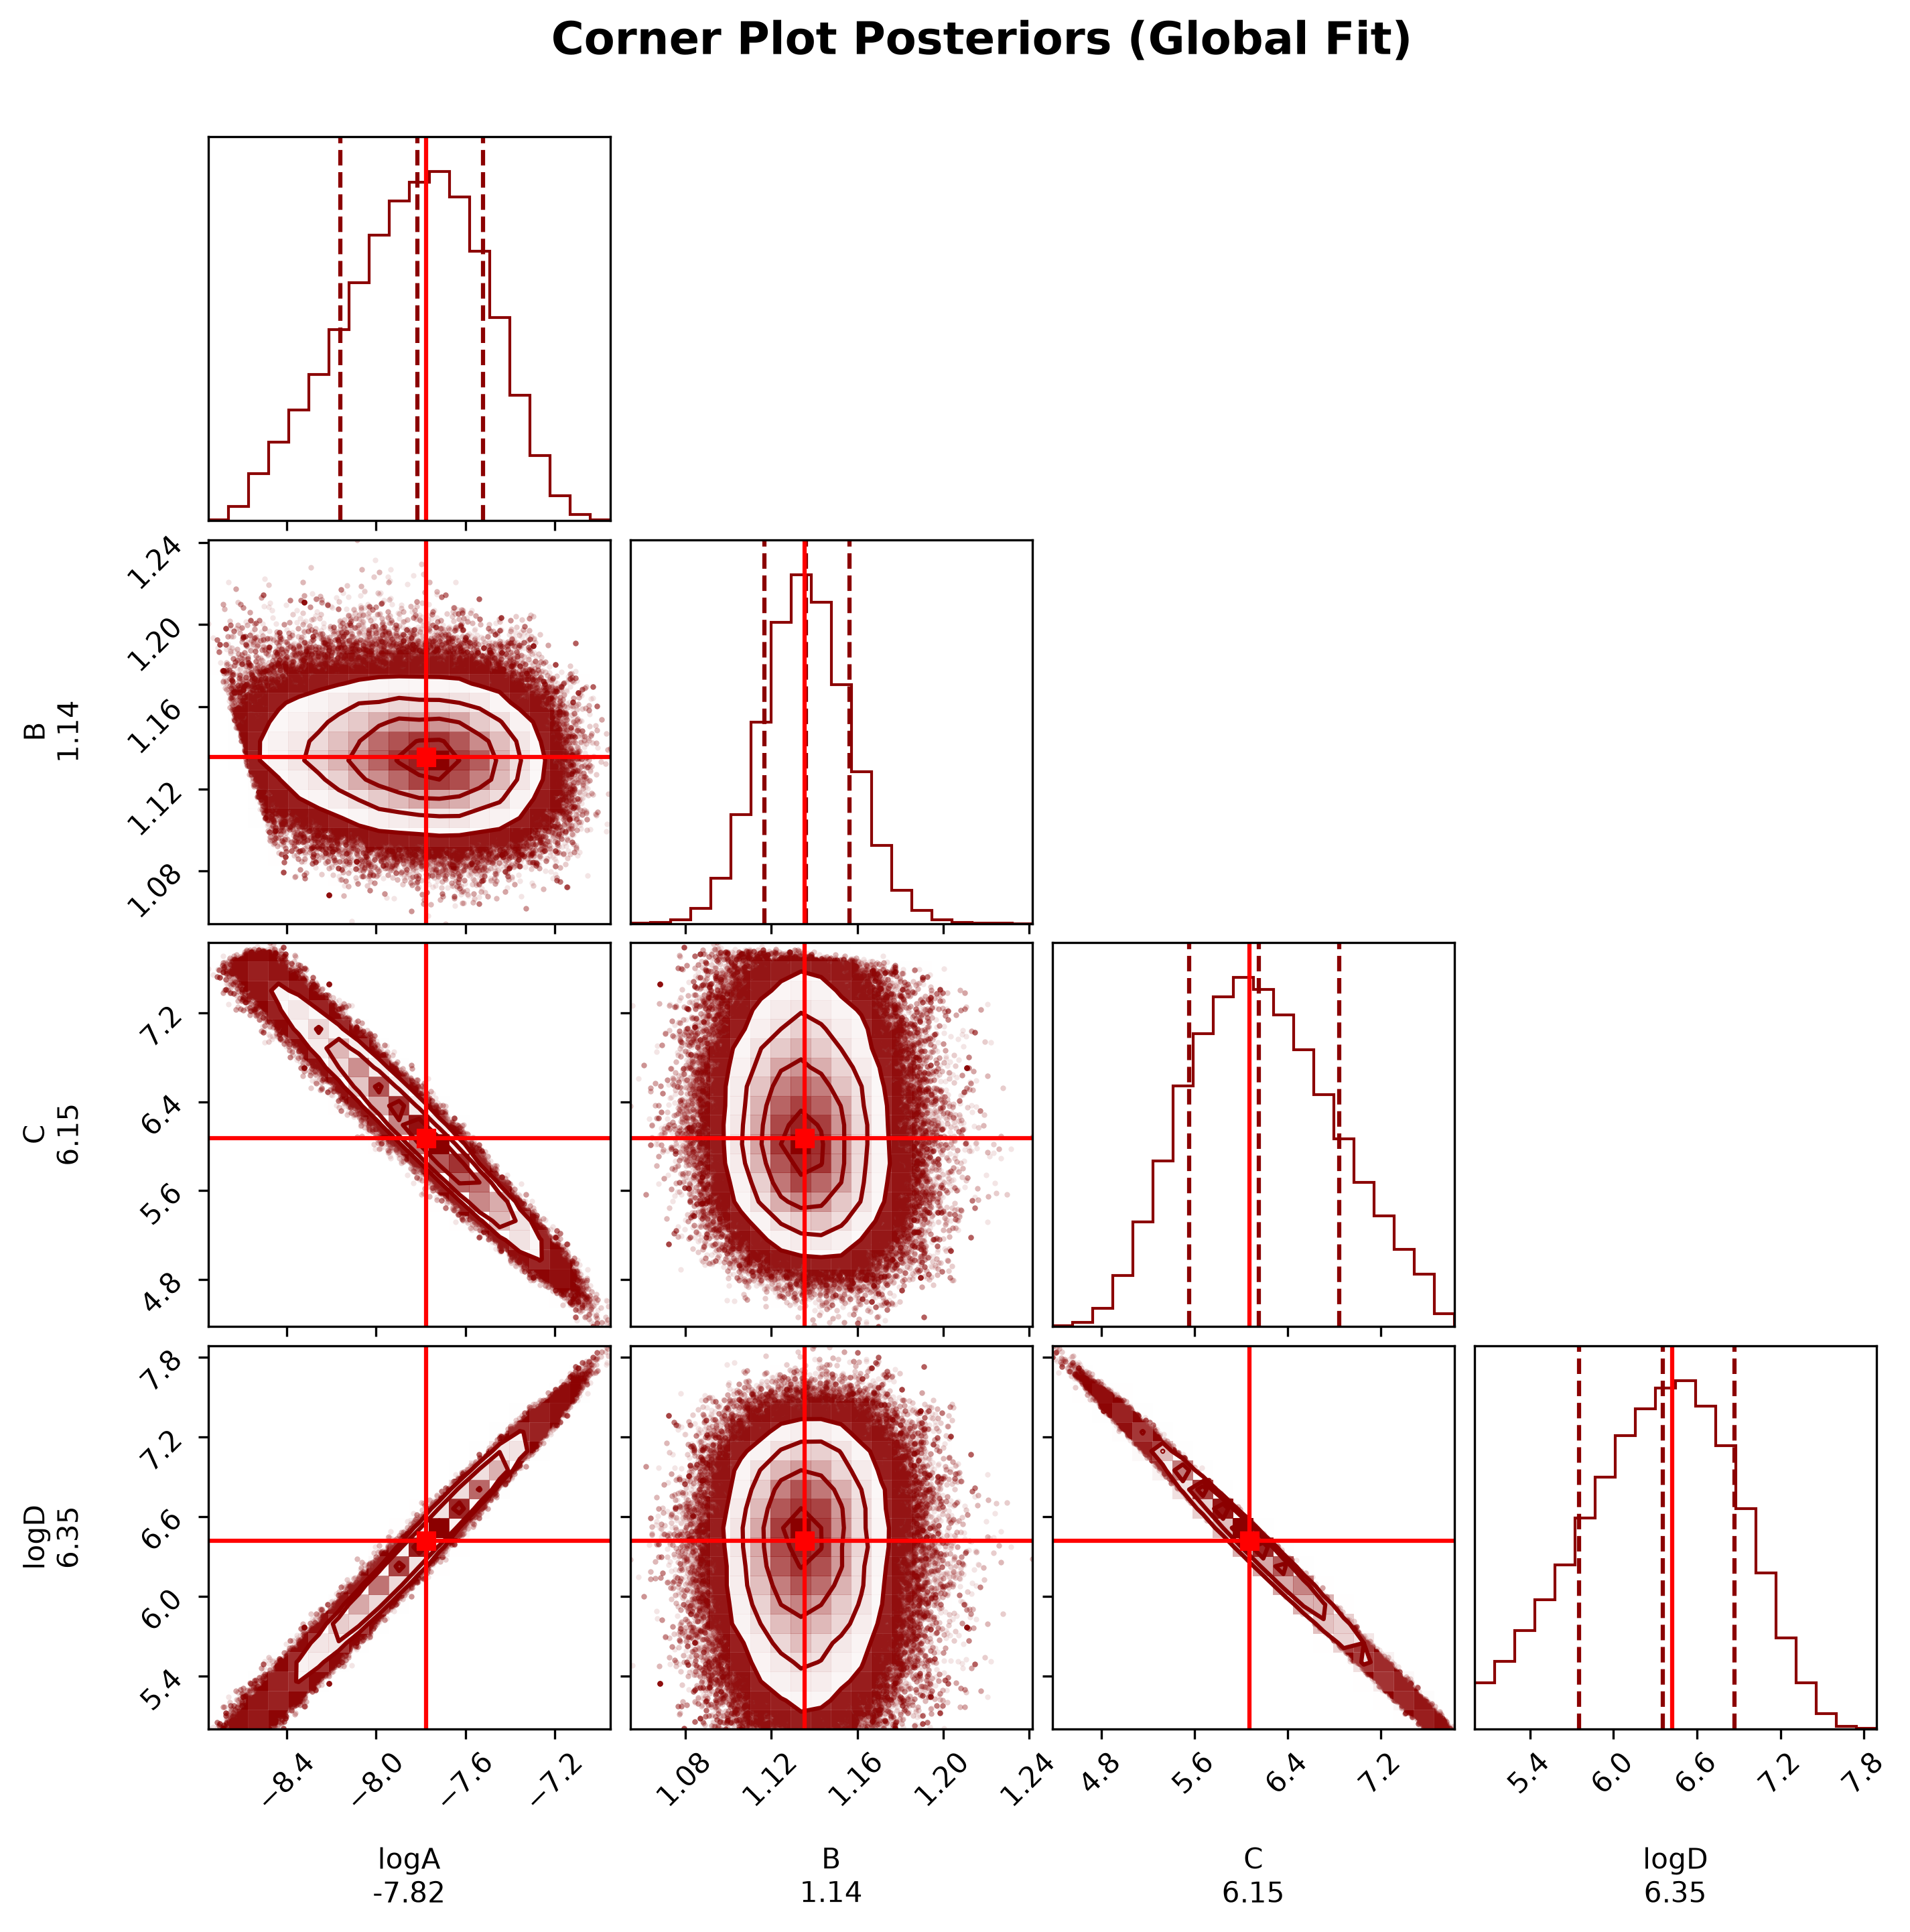 Corner Plot Posteriors (Global Fit)
1.24
1.20
1.16
1.12
1.08
B
1.14
7.2
6.4
5.6
4.8
C
6.15
7.8
7.2
6.6
6.0
5.4
logD
6.35
−8.4 −8.0 −7.6 −7.2 1.08 1.12 1.16 1.20 1.24 4.8 5.6 6.4 7.2 5.4 6.0 6.6 7.2 7.8
logA B C logD
-7.82 1.14 6.15 6.35